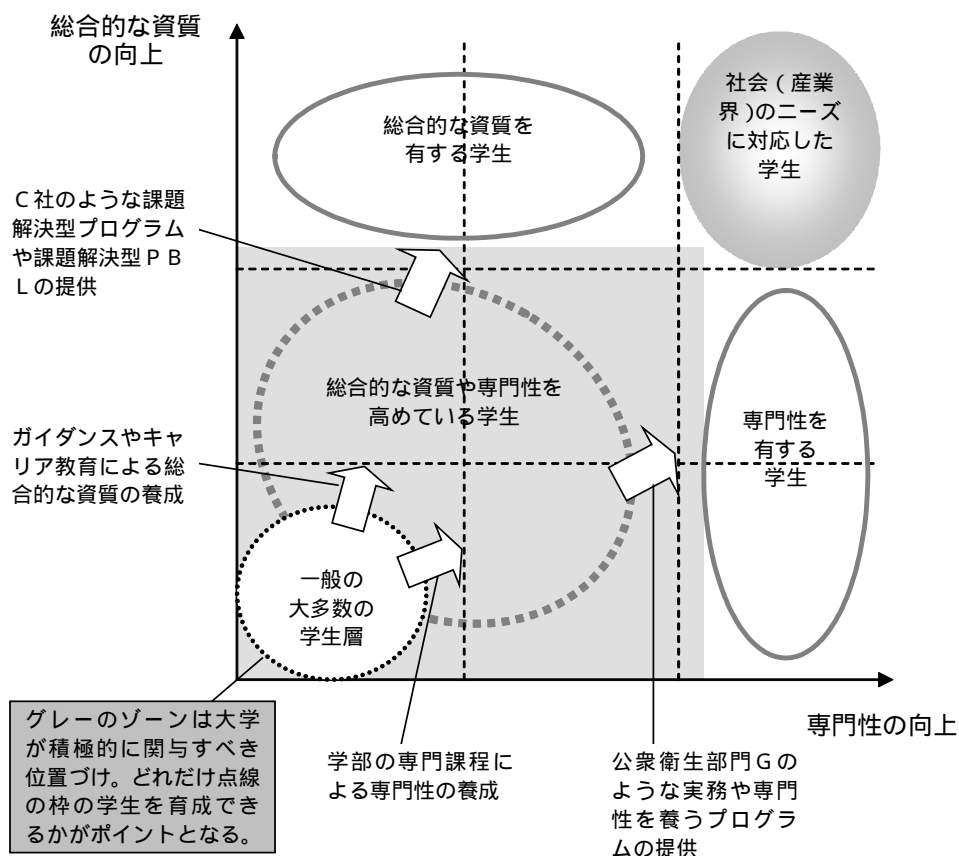 総合的な資質
の向上
社会(産業
界)のニーズ
に対応した
学生
総合的な資質を
有する学生
C社のような課題
解決型プログラム
や課題解決型PB
Lの提供
総合的な資質や専門性を
高めている学生
専門性を
有する
学生
ガイダンスやキャ
リア教育による総
合的な資質の養成
一般の
大多数の
学生層
グレーのゾーンは大学
が積極的に関与すべき
位置づけ。どれだけ点線
の枠の学生を育成でき
るかがポイントとなる。
学部の専門課程に
よる専門性の養成
公衆衛生部門Gの
ような実務や専門
性を養うプログラ
ムの提供
専門性の向上